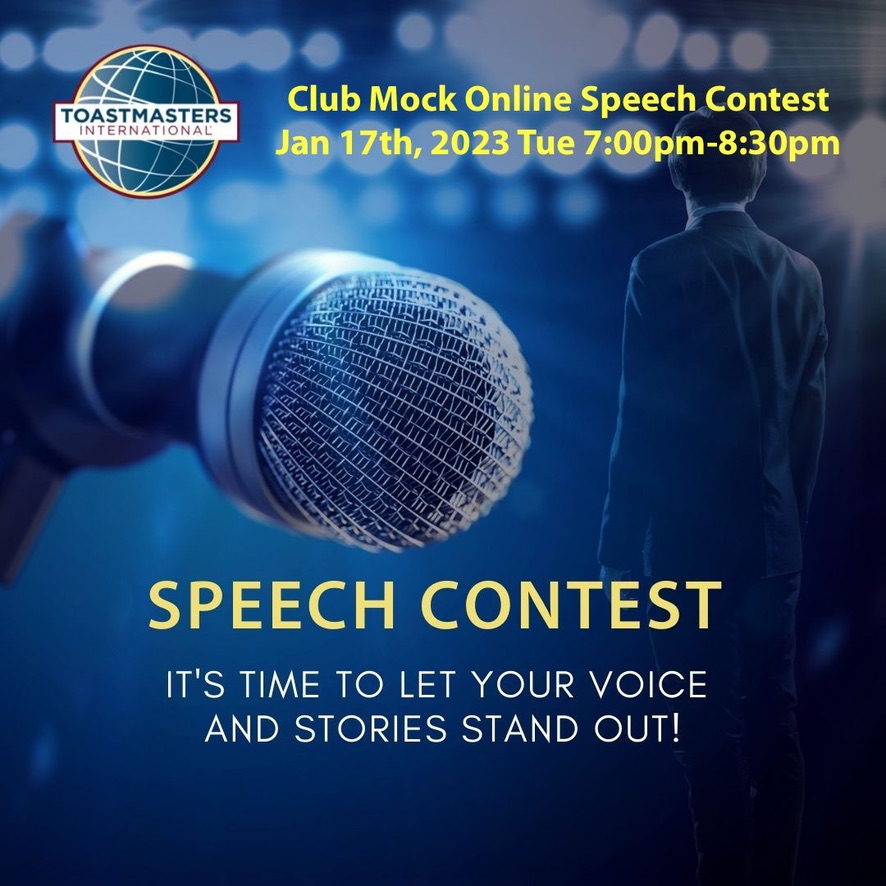 TOASTMASTERS
INTERNATIONAL
Club Mock Online Speech Contest
Jan 17th, 2023 Tue 7:00pm-8:30pm
SPEECH CONTEST
IT'S TIME TO LET YOUR VOICE
AND STORIES STAND OUT!